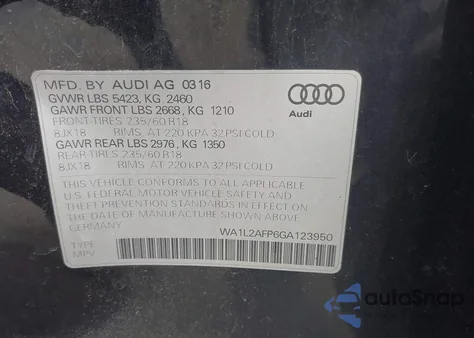 MFD. BY AUDI AG 03 16
GVWR LBS 5423, KG 2460
GAWR FRONT LBS 2668, KG 1210
FRONT-TIRES 235/60 R18
8JX18 RIMS, AT 220 KPA 32 PSI COLD
GAWR REAR LBS 2976, KG 1350
REAR-TIRES 235/60 R18
8JX18 RIMS, AT 220 KPA 32 PSI COLD
THIS VEHICLE CONFORMS TO ALL APPLICABLE
U.S. FEDERAL MOTOR VEHICLE SAFETY AND
THEFT PREVENTION STANDARDS IN EFFECT
ON THE DATE OF MANUFACTURE SHOWN ABOVE
GERMANY
WA1L2AFP6GA123950
TYPE:
MPV
Audi
autoSnap